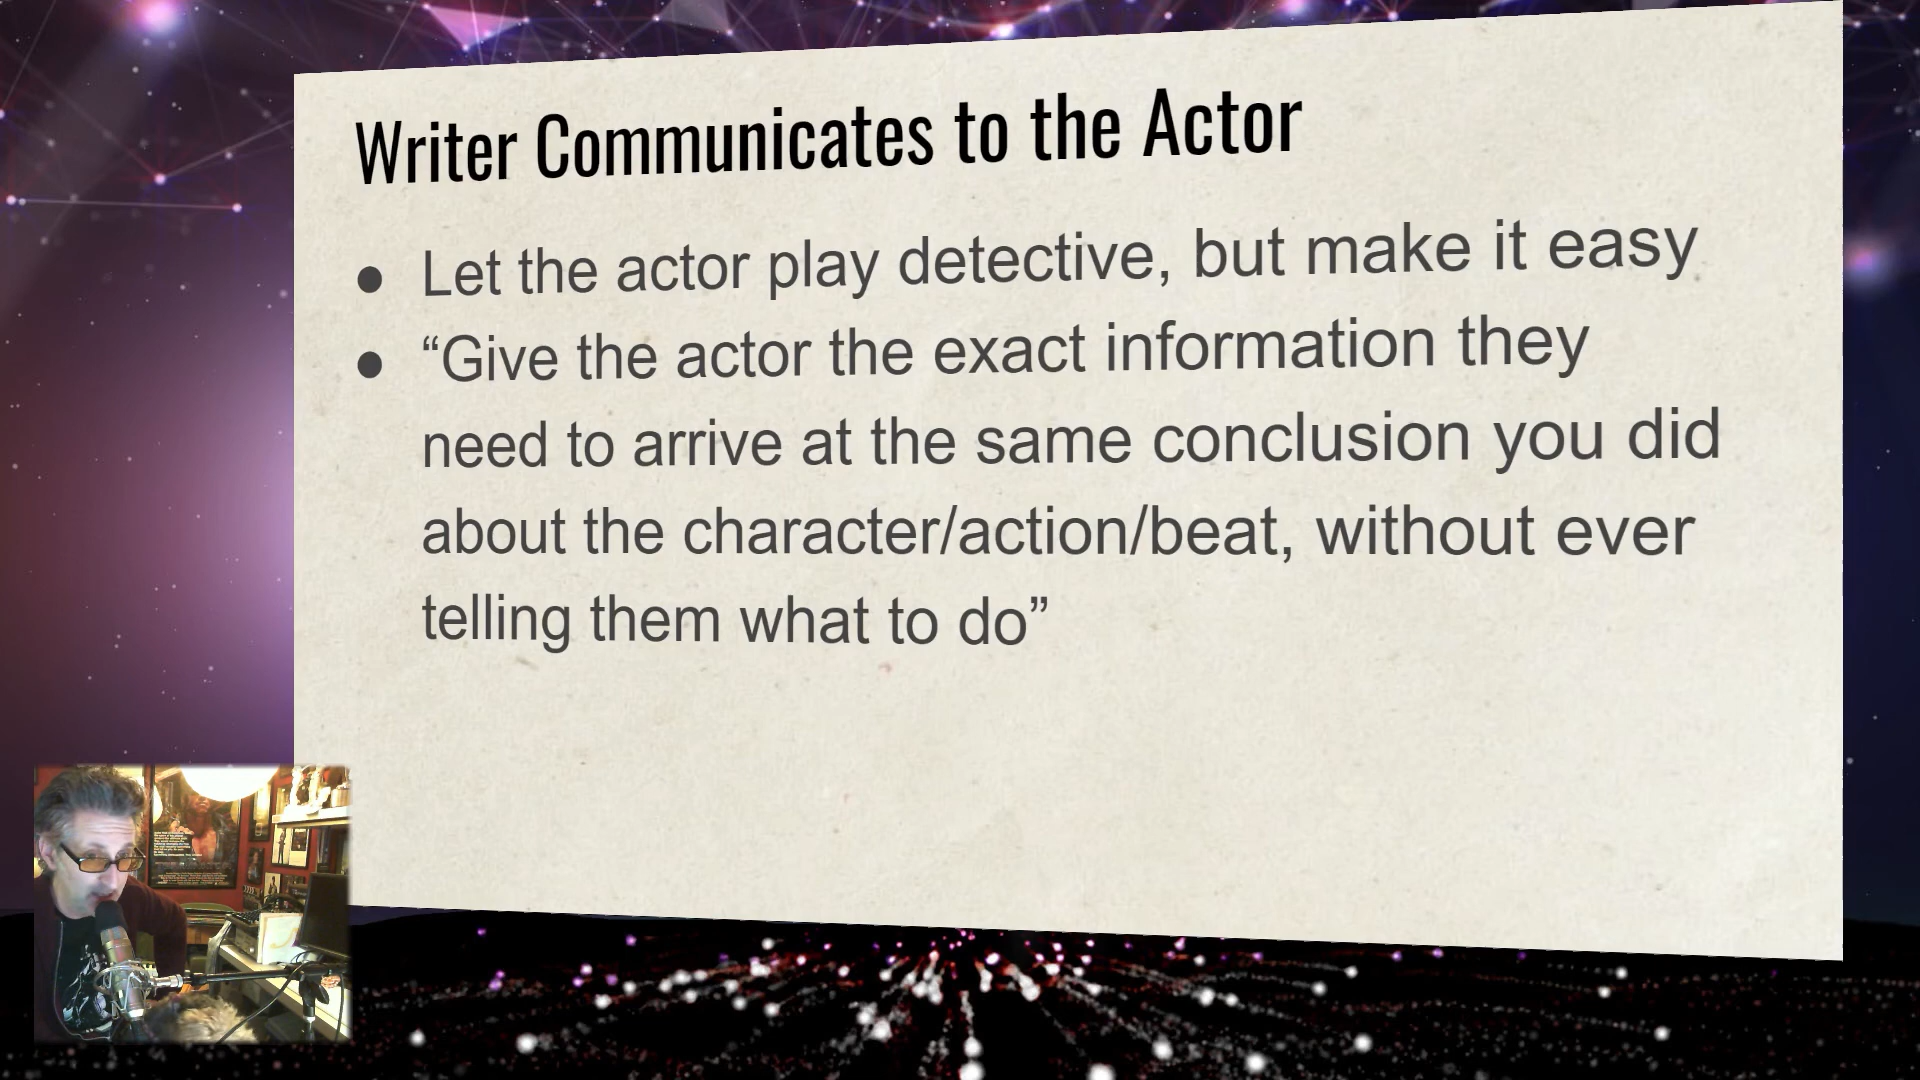 Writer Communicates to the Actor
● Let the actor play detective, but make it easy
● “Give the actor the exact information they
need to arrive at the same conclusion you did
about the character/action/beat, without ever
telling them what to do”